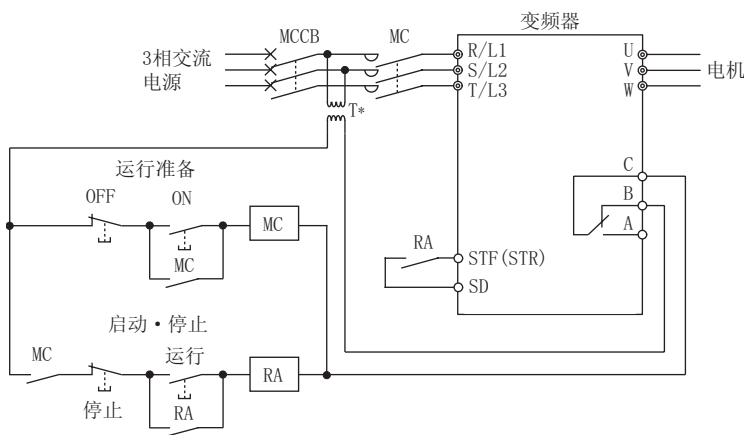 变频器
MCCB
MC
3相交流
电源
R/L1
S/L2
T/L3
U
V
W
电机
T*
运行准备
OFF
ON
MC
MC
C
B
A
RA
STF(STR)
SD
启动·停止
MC
运行
RA
停止
RA